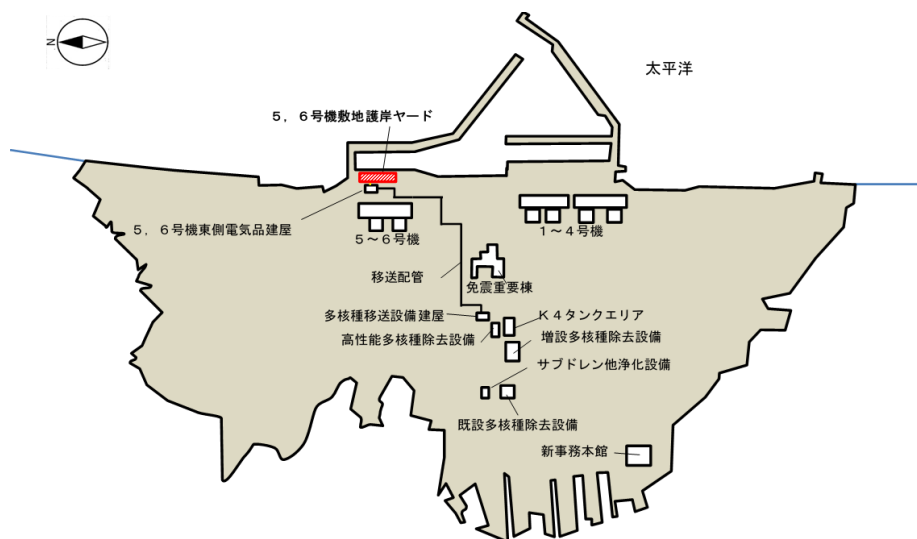 N
太平洋
５，６号機敷地護岸ヤード
５，６号機東側電気品建屋
５～６号機
１～４号機
移送配管
免震重要棟
多核種移送設備建屋
Ｋ４タンクエリア
高性能多核種除去設備
増設多核種除去設備
サブドレン他浄化設備
既設多核種除去設備
新事務本館